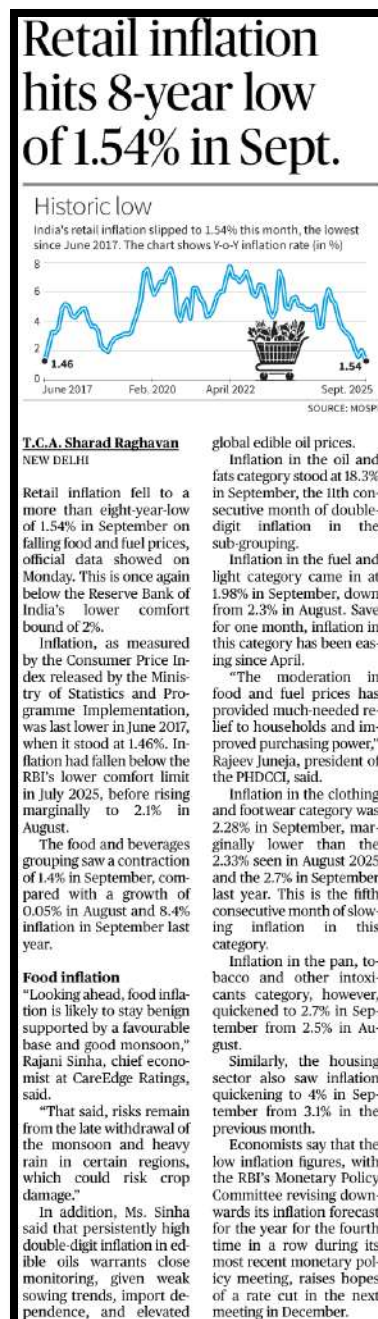 Retail inflation
hits 8-year low
of 1.54% in Sept.
Historic low
India's retail inflation slipped to 1.54% this month, the lowest
since June 2017. The chart shows Y-o-Y inflation rate (in %)
8
6
4
2
0
1.46
1.54
June 2017 Feb. 2020 April 2022 Sept. 2025
SOURCE: MOSPI
T.C.A. Sharad Raghavan
NEW DELHI
Retail inflation fell to a
more than eight-year-low
of 1.54% in September on
falling food and fuel prices,
official data showed on
Monday. This is once again
below the Reserve Bank of
India's lower comfort
bound of 2%.
Inflation, as measured
by the Consumer Price In-
dex released by the Minis-
try of Statistics and Pro-
gramme Implementation,
was last lower in June 2017,
when it stood at 1.46%. In-
flation had fallen below the
RBI's lower comfort limit
in July 2025, before rising
marginally to 2.1% in
August.
The food and beverages
grouping saw a contraction
of 1.4% in September, com-
pared with a growth of
0.05% in August and 8.4%
inflation in September last
year.
Food inflation
"Looking ahead, food infla-
tion is likely to stay benign
supported by a favourable
base and good monsoon,"
Rajani Sinha, chief econo-
mist at CareEdge Ratings,
said.
"That said, risks remain
from the late withdrawal of
the monsoon and heavy
rain in certain regions,
which could risk crop
damage."
In addition, Ms. Sinha
said that persistently high
double-digit inflation in ed-
ible oils warrants close
monitoring, given weak
sowing trends, import de-
pendence, and elevated
global edible oil prices.
Inflation in the oil and
fats category stood at 18.3%
in September, the 11th con-
secutive month of double-
digit inflation in the
sub-grouping.
Inflation in the fuel and
light category came in at
1.98% in September, down
from 2.3% in August. Save
for one month, inflation in
this category has been eas-
ing since April.
"The moderation in
food and fuel prices has
provided much-needed re-
lief to households and im-
proved purchasing power,"
Rajeev Juneja, president of
the PHDCCI, said.
Inflation in the clothing
and footwear category was
2.28% in September, mar-
ginally lower than the
2.33% seen in August 2025
and the 2.7% in September
last year. This is the fifth
consecutive month of slow-
ing inflation in this
category.
Inflation in the pan, to-
bacco and other intoxi-
cants category, however,
quickened to 2.7% in Sep-
tember from 2.5% in Au-
gust.
Similarly, the housing
sector also saw inflation
quickening to 4% in Sep-
tember from 3.1% in the
previous month.
Economists say that the
low inflation figures, with
the RBI's Monetary Policy
Committee revising down-
wards its inflation forecast
for the year for the fourth
time in a row during its
most recent monetary pol-
icy meeting, raises hopes
of a rate cut in the next
meeting in December.